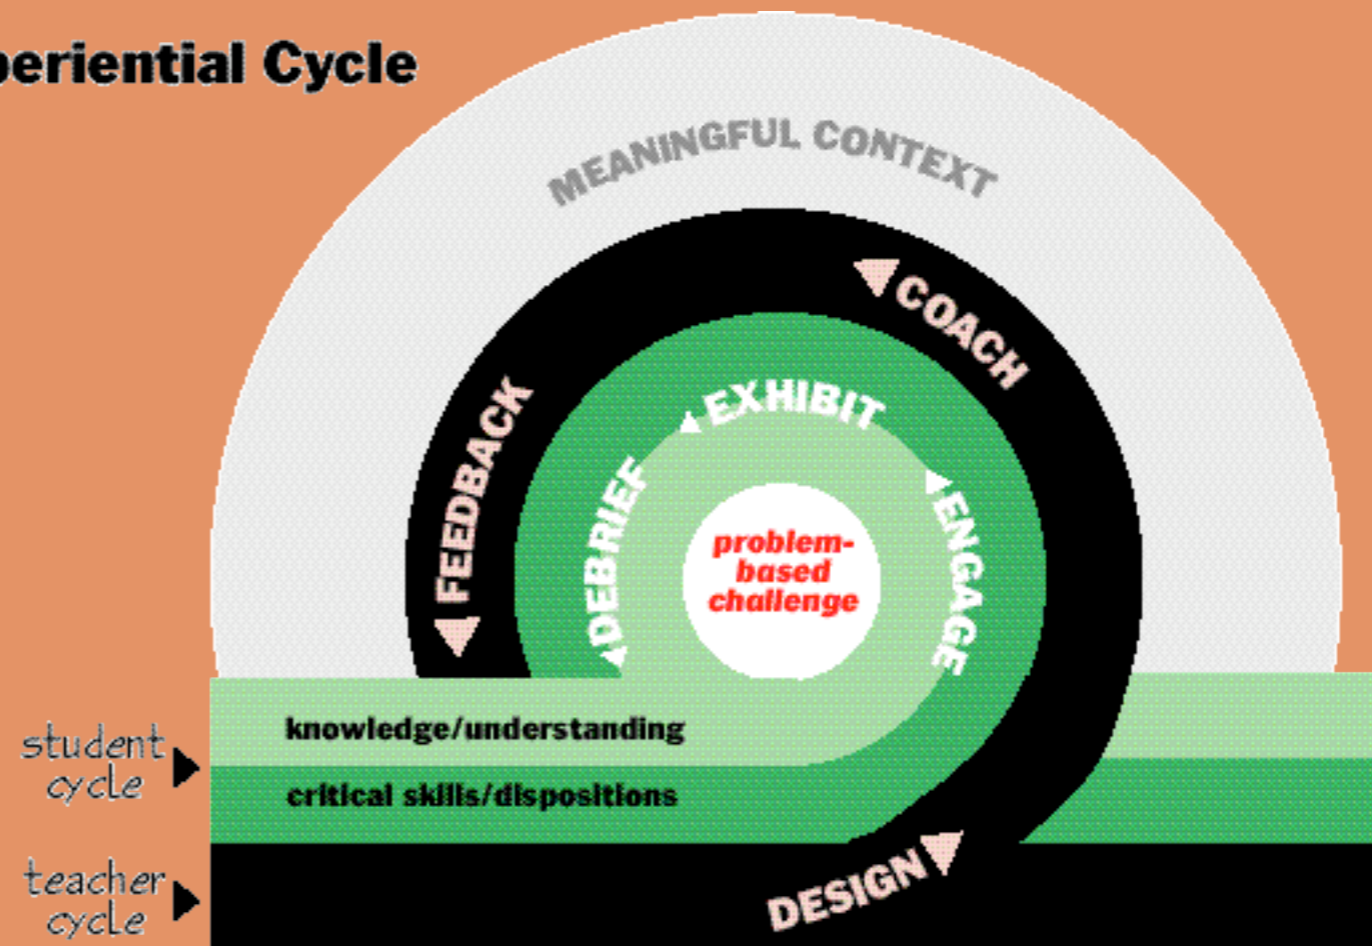 periential Cycle
MEANINGFUL CONTEXT
COACH
FEEDBACK
EXHIBIT
DEBRIEF
ENGAGE
problem-
based
challenge
knowledge/understanding
critical skills/dispositions
student
cycle
teacher
cycle
DESIGN